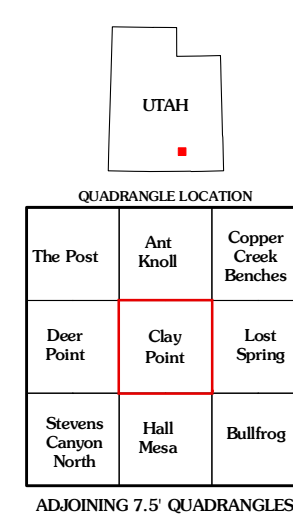 UTAH
QUADRANGLE LOCATION
The Post
Ant
Knoll
Copper
Creek
Benches
Deer
Point
Clay
Point
Lost
Spring
Stevens
Canyon
North
Hall
Mesa
Bullfrog
ADJOINING 7.5' QUADRANGLES